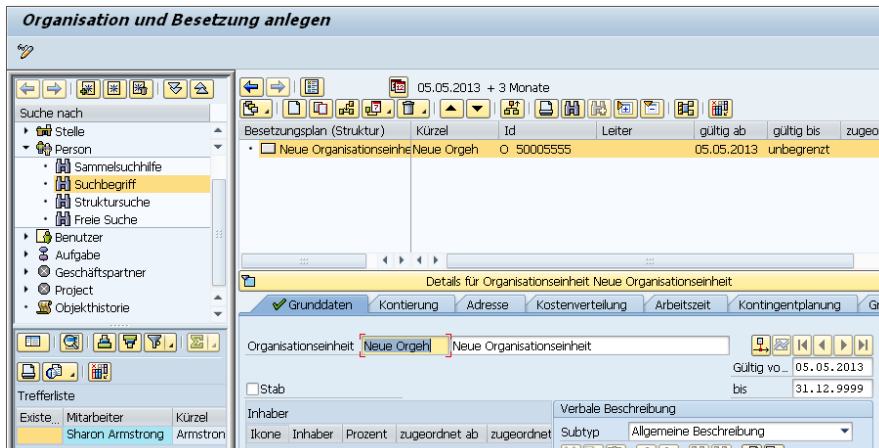 Organisation und Besetzung anlegen
05.05.2013 + 3 Monate
Suche nach
Stelle
Person
Sammelsuchhilfe
Suchbegriff
Struktursuche
Freie Suche
Benutzer
Aufgabe
Geschäftspartner
Project
Objekthistorie
Besetzungsplan (Struktur) Kürzel Id Leiter gültig ab gültig bis zugeo
Neue Organisationseinhe Neue Orgeh O 50005555 05.05.2013 unbegrenzt
Details für Organisationseinheit Neue Organisationseinheit
Grunddaten Kontierung Adresse Kostenverteilung Arbeitszeit Kontingentplanung Gr
Organisationseinheit Neue Orgeh Neue Organisationseinheit
Gültig vo... 05.05.2013
Stab bis 31.12.9999
Trefferliste
Existe... Mitarbeiter Kürzel
Sharon Armstrong Armstron
Inhaber
Ikone Inhaber Prozent zugeordnet ab zugeordnet
Verbale Beschreibung
Subtyp Allgemeine Beschreibung